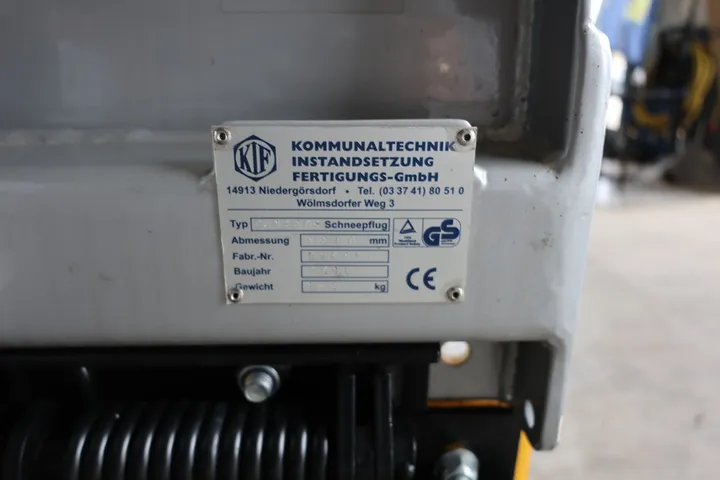 KIF
KOMMUNALTECHNIK
INSTANDSETZUNG
FERTIGUNGS-GmbH
14913 Niedergörsdorf • Tel. (03 37 41) 80 51 0
Wölmsdorfer Weg 3
Typ Schneepflug
Abmessung mm
Fabr.-Nr.
Baujahr
Gewicht kg
GS
CE